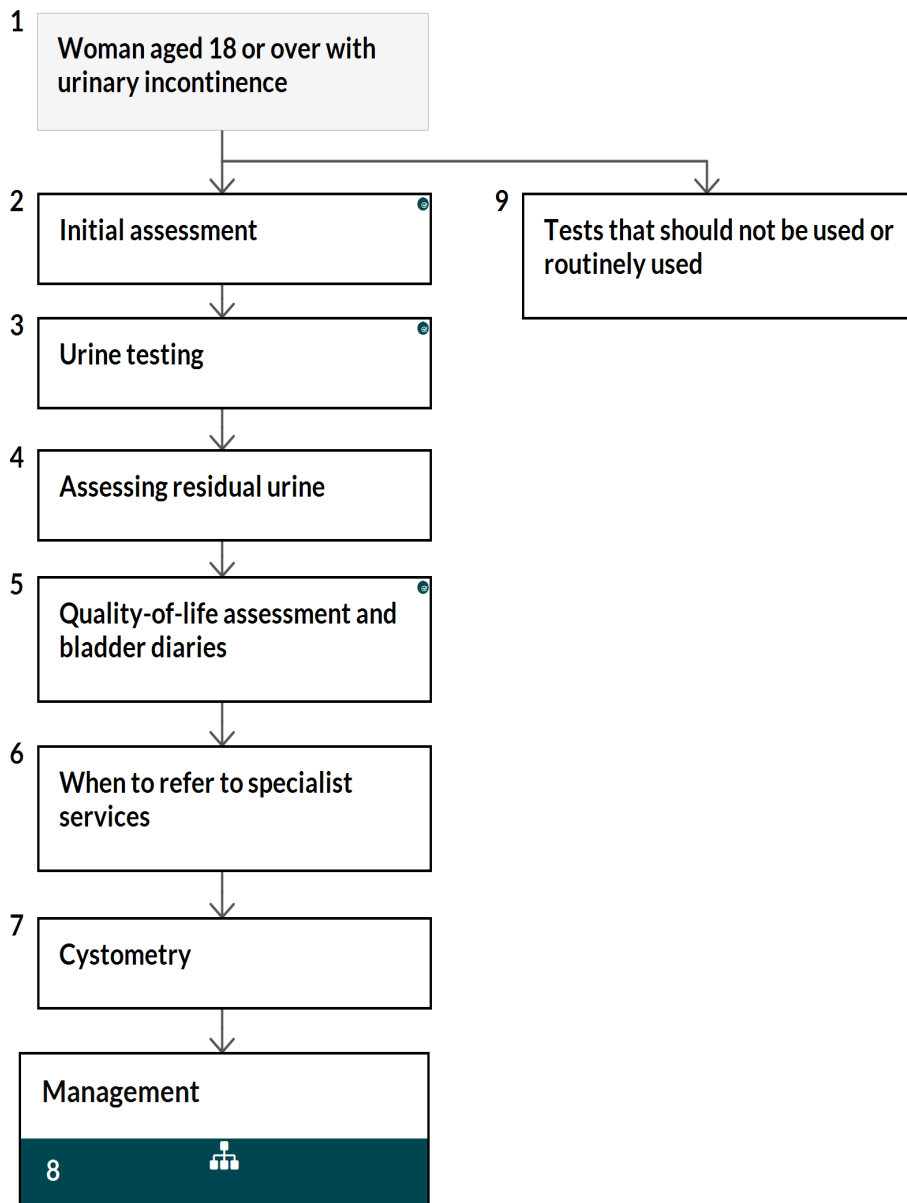 1
Woman aged 18 or over with
urinary incontinence
2
Initial assessment
9
Tests that should not be used or
routinely used
3
Urine testing
4
Assessing residual urine
5
Quality-of-life assessment and
bladder diaries
6
When to refer to specialist
services
7
Cystometry
Management
8